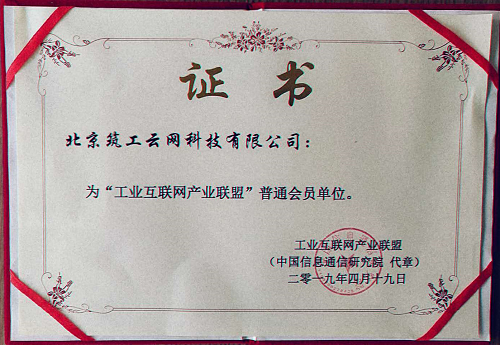 证 书
北京筑工云网科技有限公司：
为“工业互联网产业联盟”普通会员单位。
工业互联网产业联盟
（中国信息通信研究院 代章）
二零一九年四月十九日